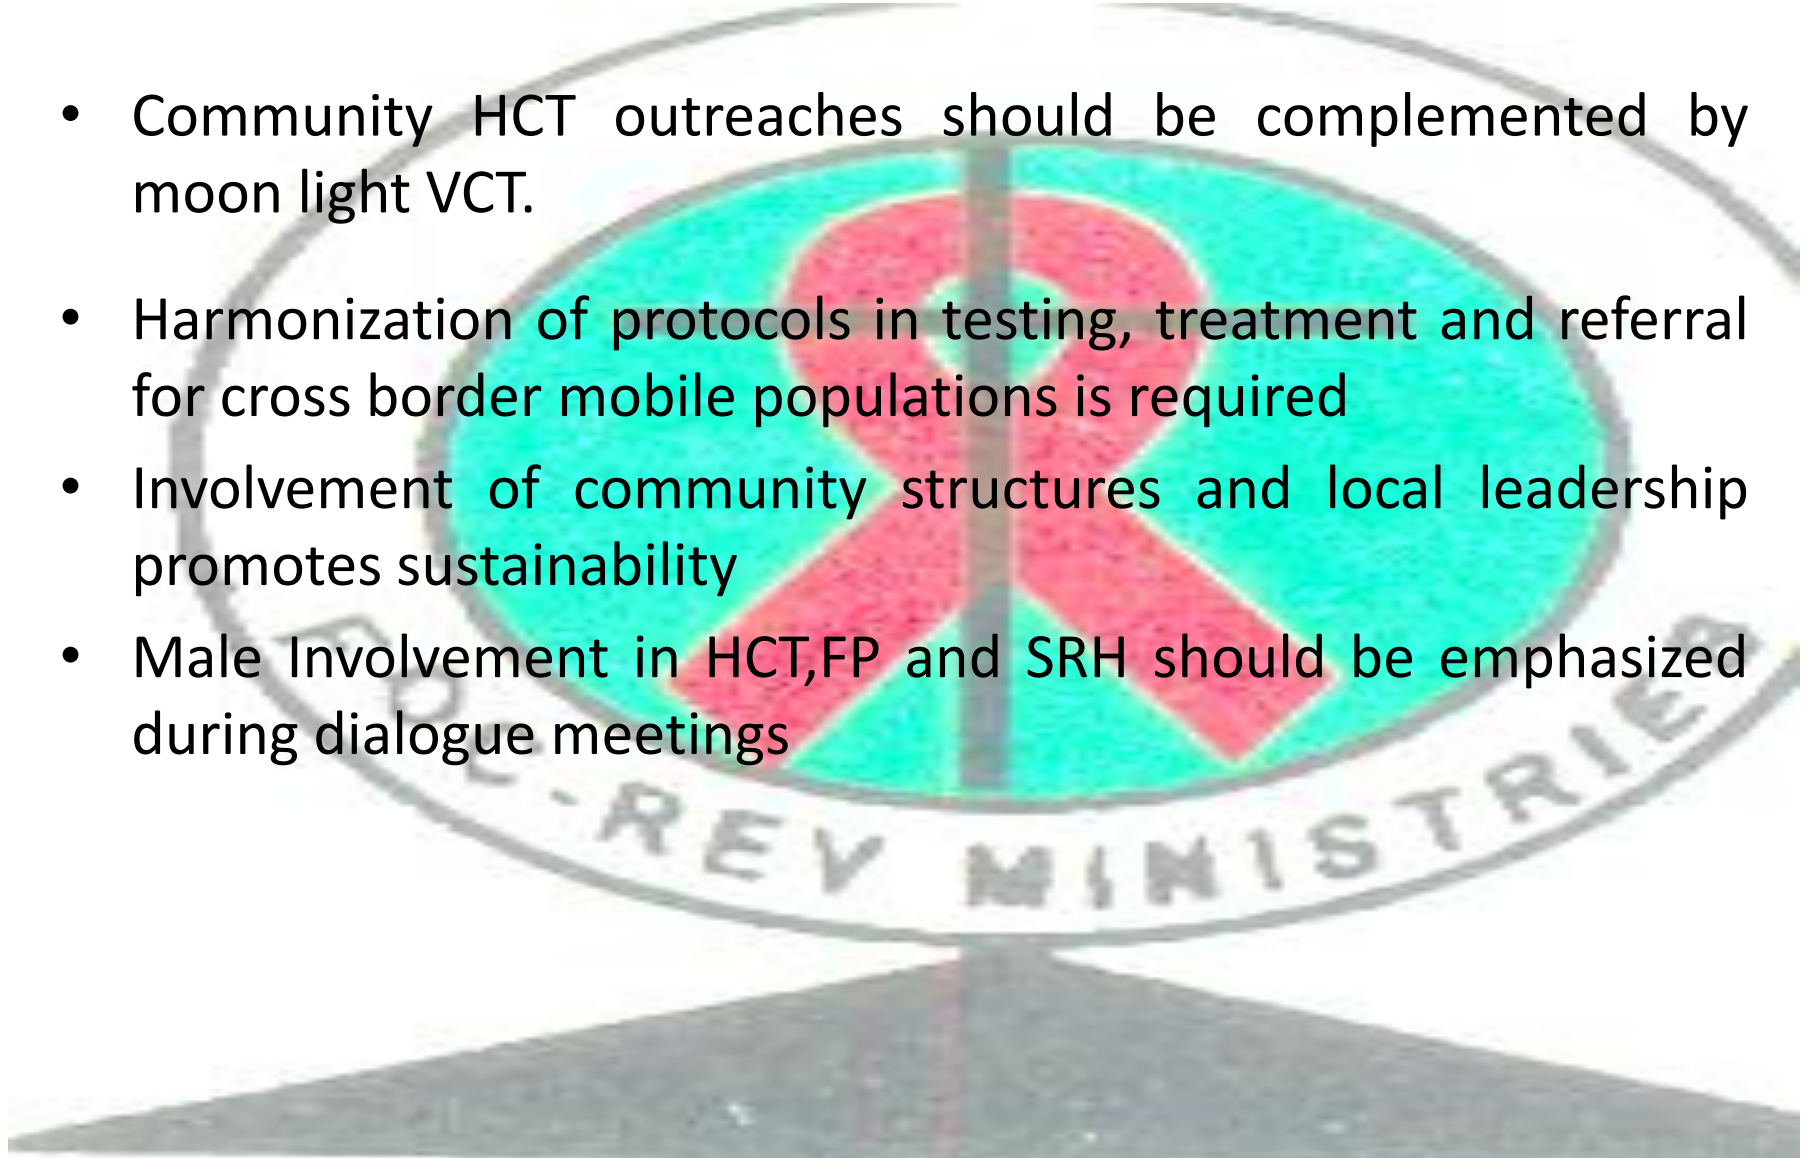 • Community HCT outreaches should be complemented by
moon light VCT.
• Harmonization of protocols in testing, treatment and referral
for cross border mobile populations is required
• Involvement of community structures and local leadership
promotes sustainability
• Male Involvement in HCT,FP and SRH should be emphasized
during dialogue meetings
-REV MINISTRIES